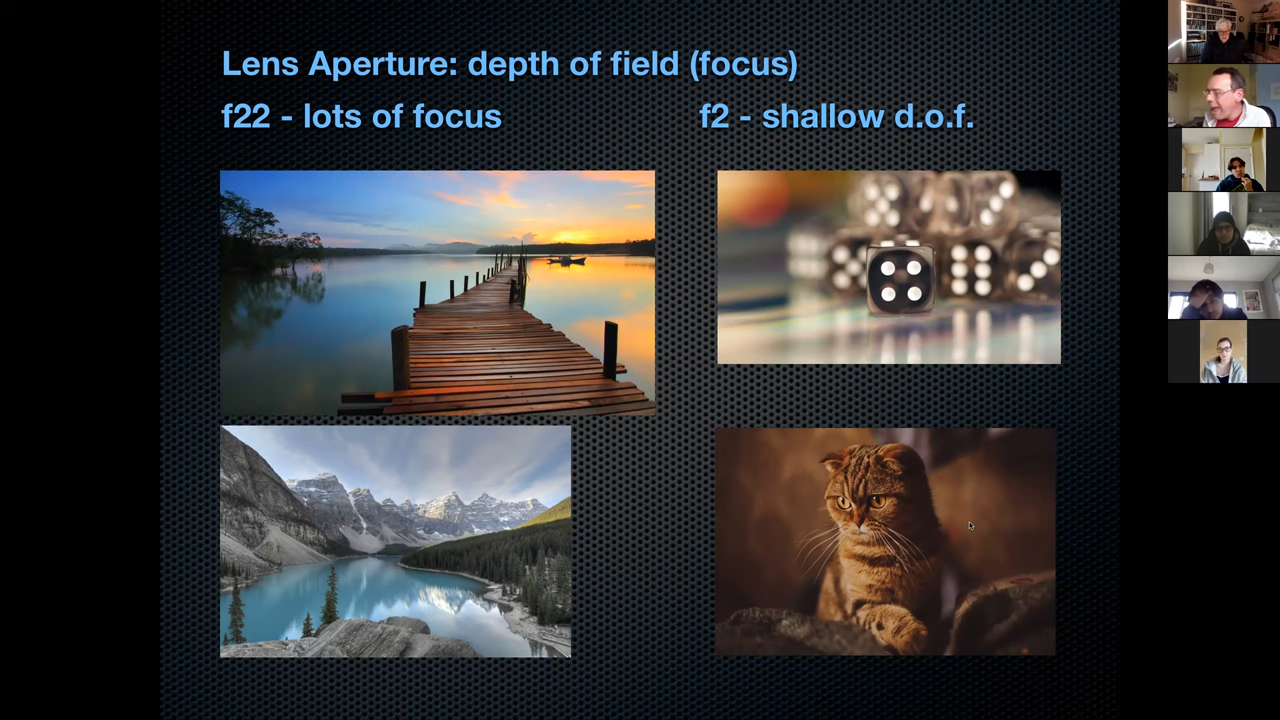 Lens Aperture: depth of field (focus)
f22 - lots of focus
f2 - shallow d.o.f.